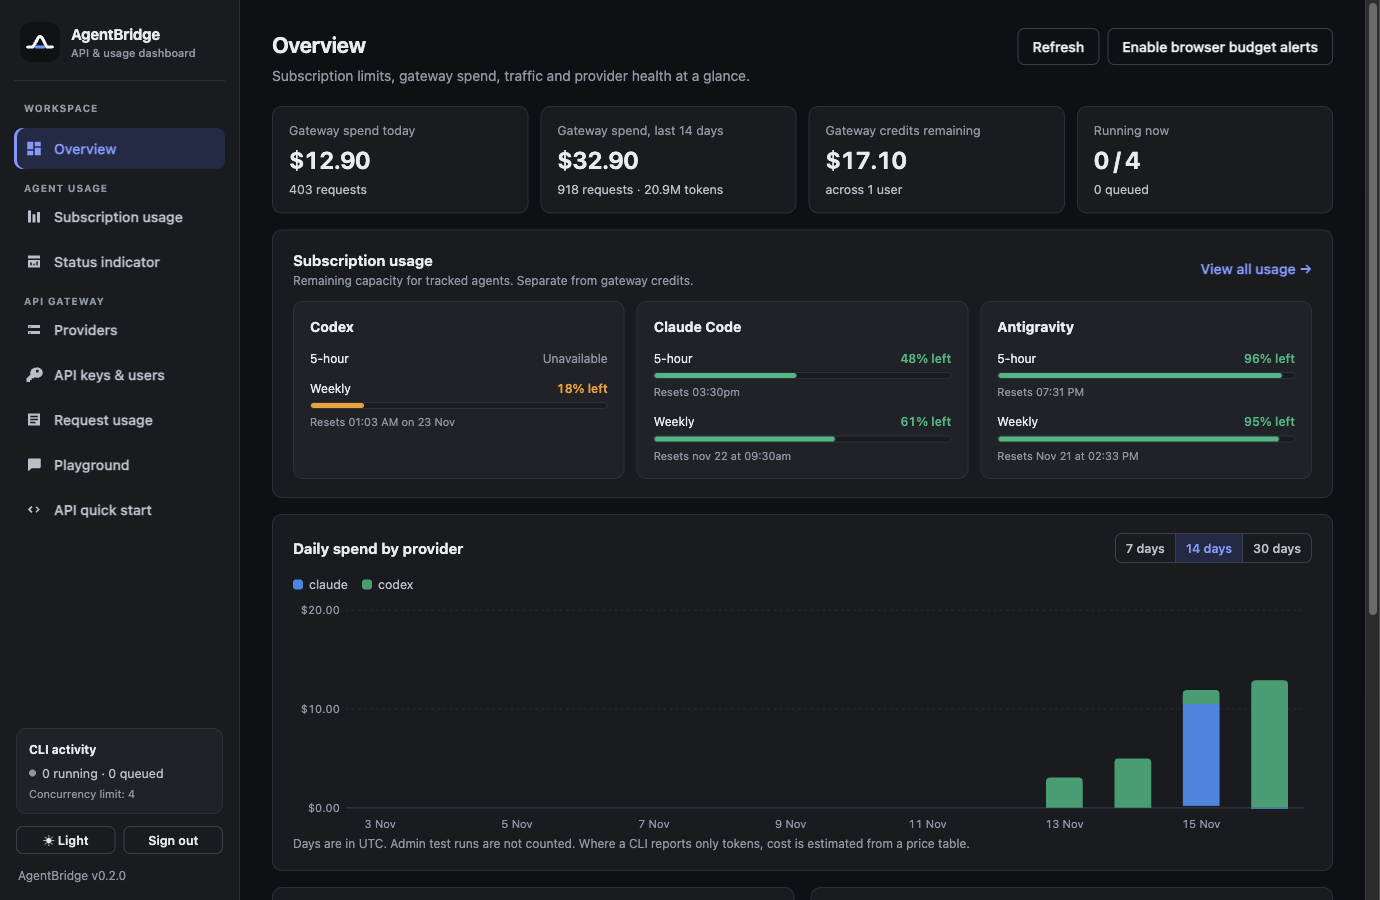 AgentBridge
API & usage dashboard
WORKSPACE
Overview
AGENT USAGE
Subscription usage
Status indicator
API GATEWAY
Providers
API keys & users
Request usage
Playground
API quick start
CLI activity
0 running · 0 queued
Concurrency limit: 4
Light
Sign out
AgentBridge v0.2.0
Overview
Subscription limits, gateway spend, traffic and provider health at a glance.
Refresh
Enable browser budget alerts
Gateway spend today
$12.90
403 requests
Gateway spend, last 14 days
$32.90
918 requests · 20.9M tokens
Gateway credits remaining
$17.10
across 1 user
Running now
0 / 4
0 queued
Subscription usage
Remaining capacity for tracked agents. Separate from gateway credits.
View all usage →
Codex
5-hour Unavailable
Weekly 18% left
Resets 01:03 AM on 23 Nov
Claude Code
5-hour 48% left
Resets 03:30pm
Weekly 61% left
Resets nov 22 at 09:30am
Antigravity
5-hour 96% left
Resets 07:31 PM
Weekly 95% left
Resets Nov 21 at 02:33 PM
Daily spend by provider
7 days 14 days 30 days
claude codex
$20.00
$10.00
$0.00
3 Nov 5 Nov 7 Nov 9 Nov 11 Nov 13 Nov 15 Nov
Days are in UTC. Admin test runs are not counted. Where a CLI reports only tokens, cost is estimated from a price table.